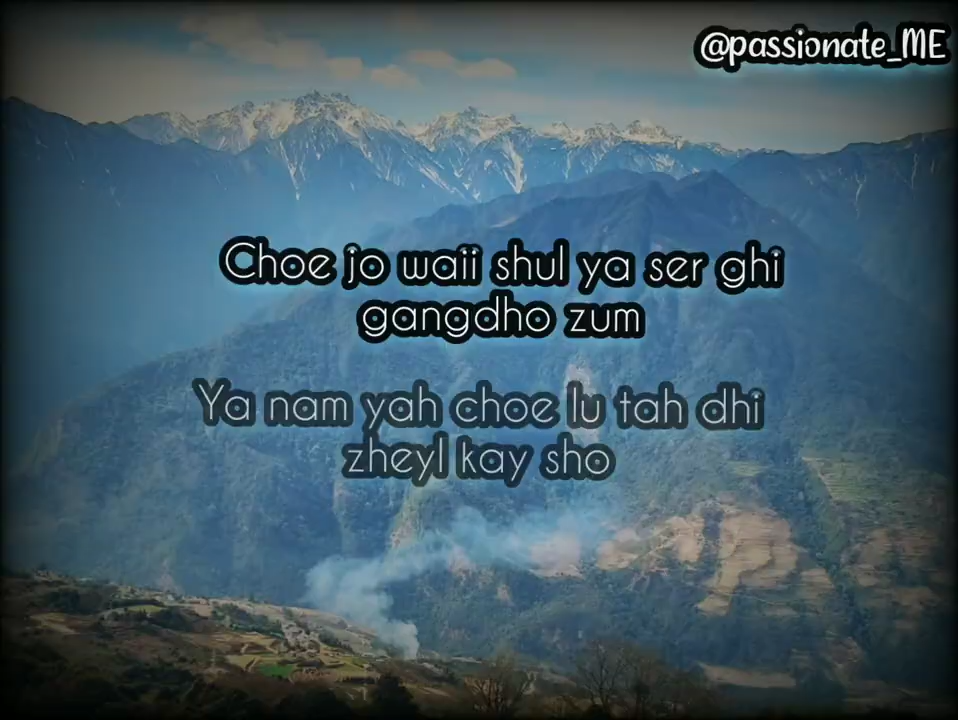 @passionate_ME
Choe jo waii shul ya ser ghi
gangdho zum
Ya nam yah choe lu tah dhi
zheyl kay sho